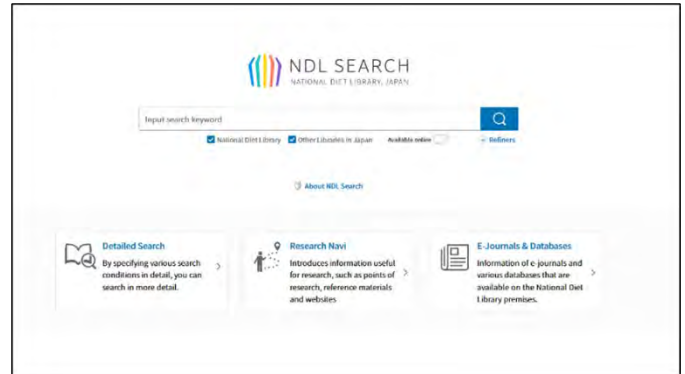 NDL SEARCH
NATIONAL DIET LIBRARY, JAPAN
Input search keyword
National Diet Library Other Libraries in Japan Available online Refiners
About NDL Search
Detailed Search
By specifying various search
conditions in detail, you can
search in more detail.
Research Navi
Introduces information useful
for research, such as points of
research, reference materials
and websites
E-Journals & Databases
Information of e-journals and
various databases that are
available on the National Diet
Library premises.